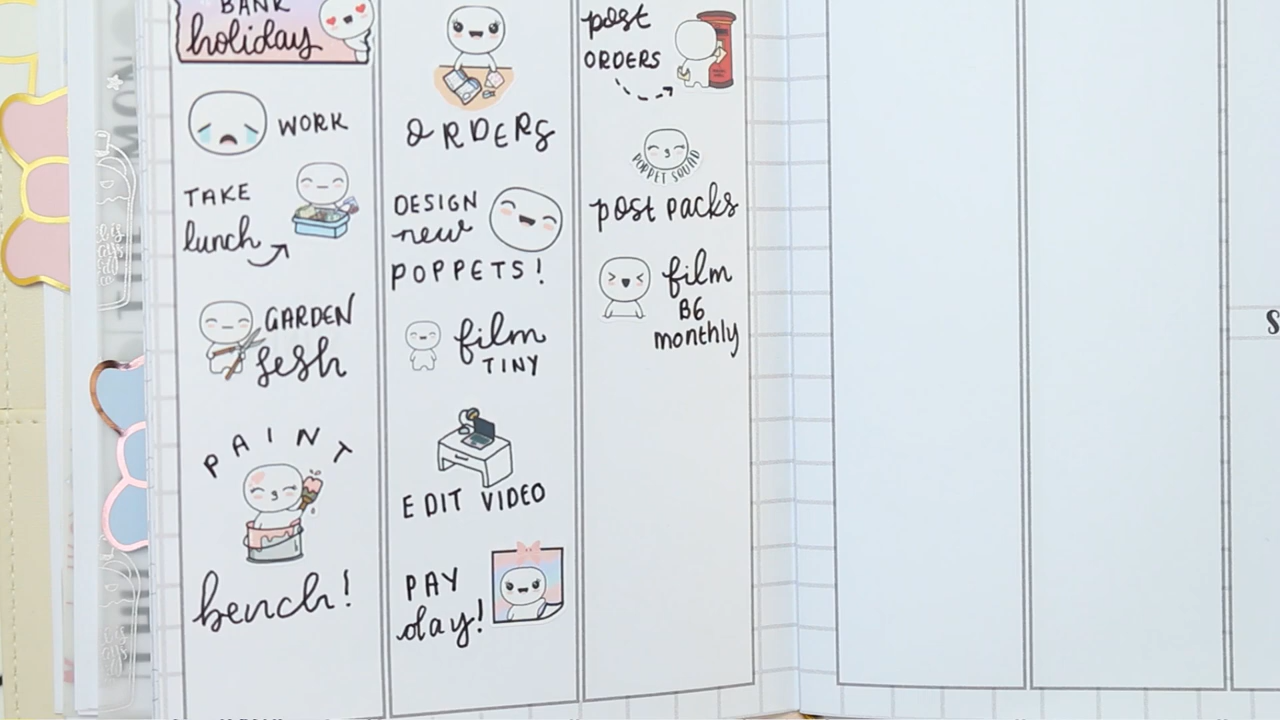 BANK
holiday
WORK
TAKE
lunch
GARDEN
sesh
PAINT
bench!
ORDERS
DESIGN
new
POPPETS!
film
TINY
EDIT VIDEO
PAY
day!
post
ORDERS
POPPET SQUAD
post packs
film
B6
monthly
S